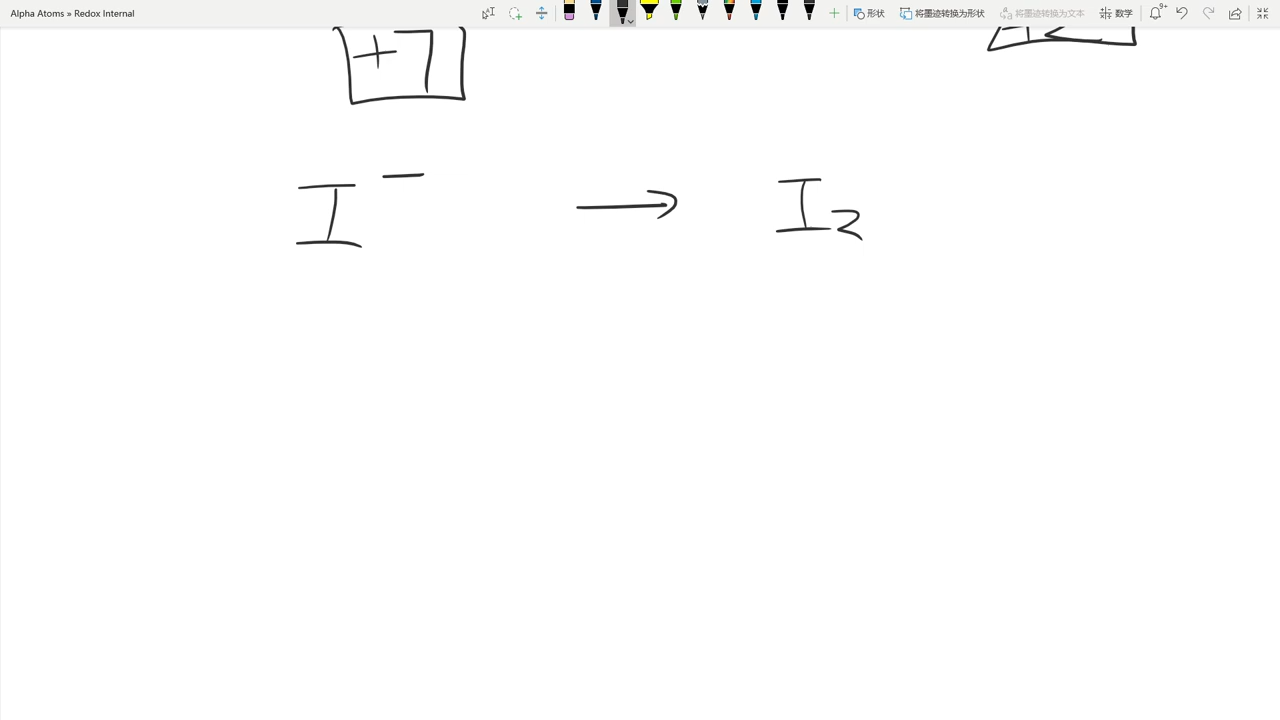 Alpha Atoms » Redox Internal
形状 将墨迹转换为形状 将墨迹转换为文本 数学
+7
I⁻ → I₂